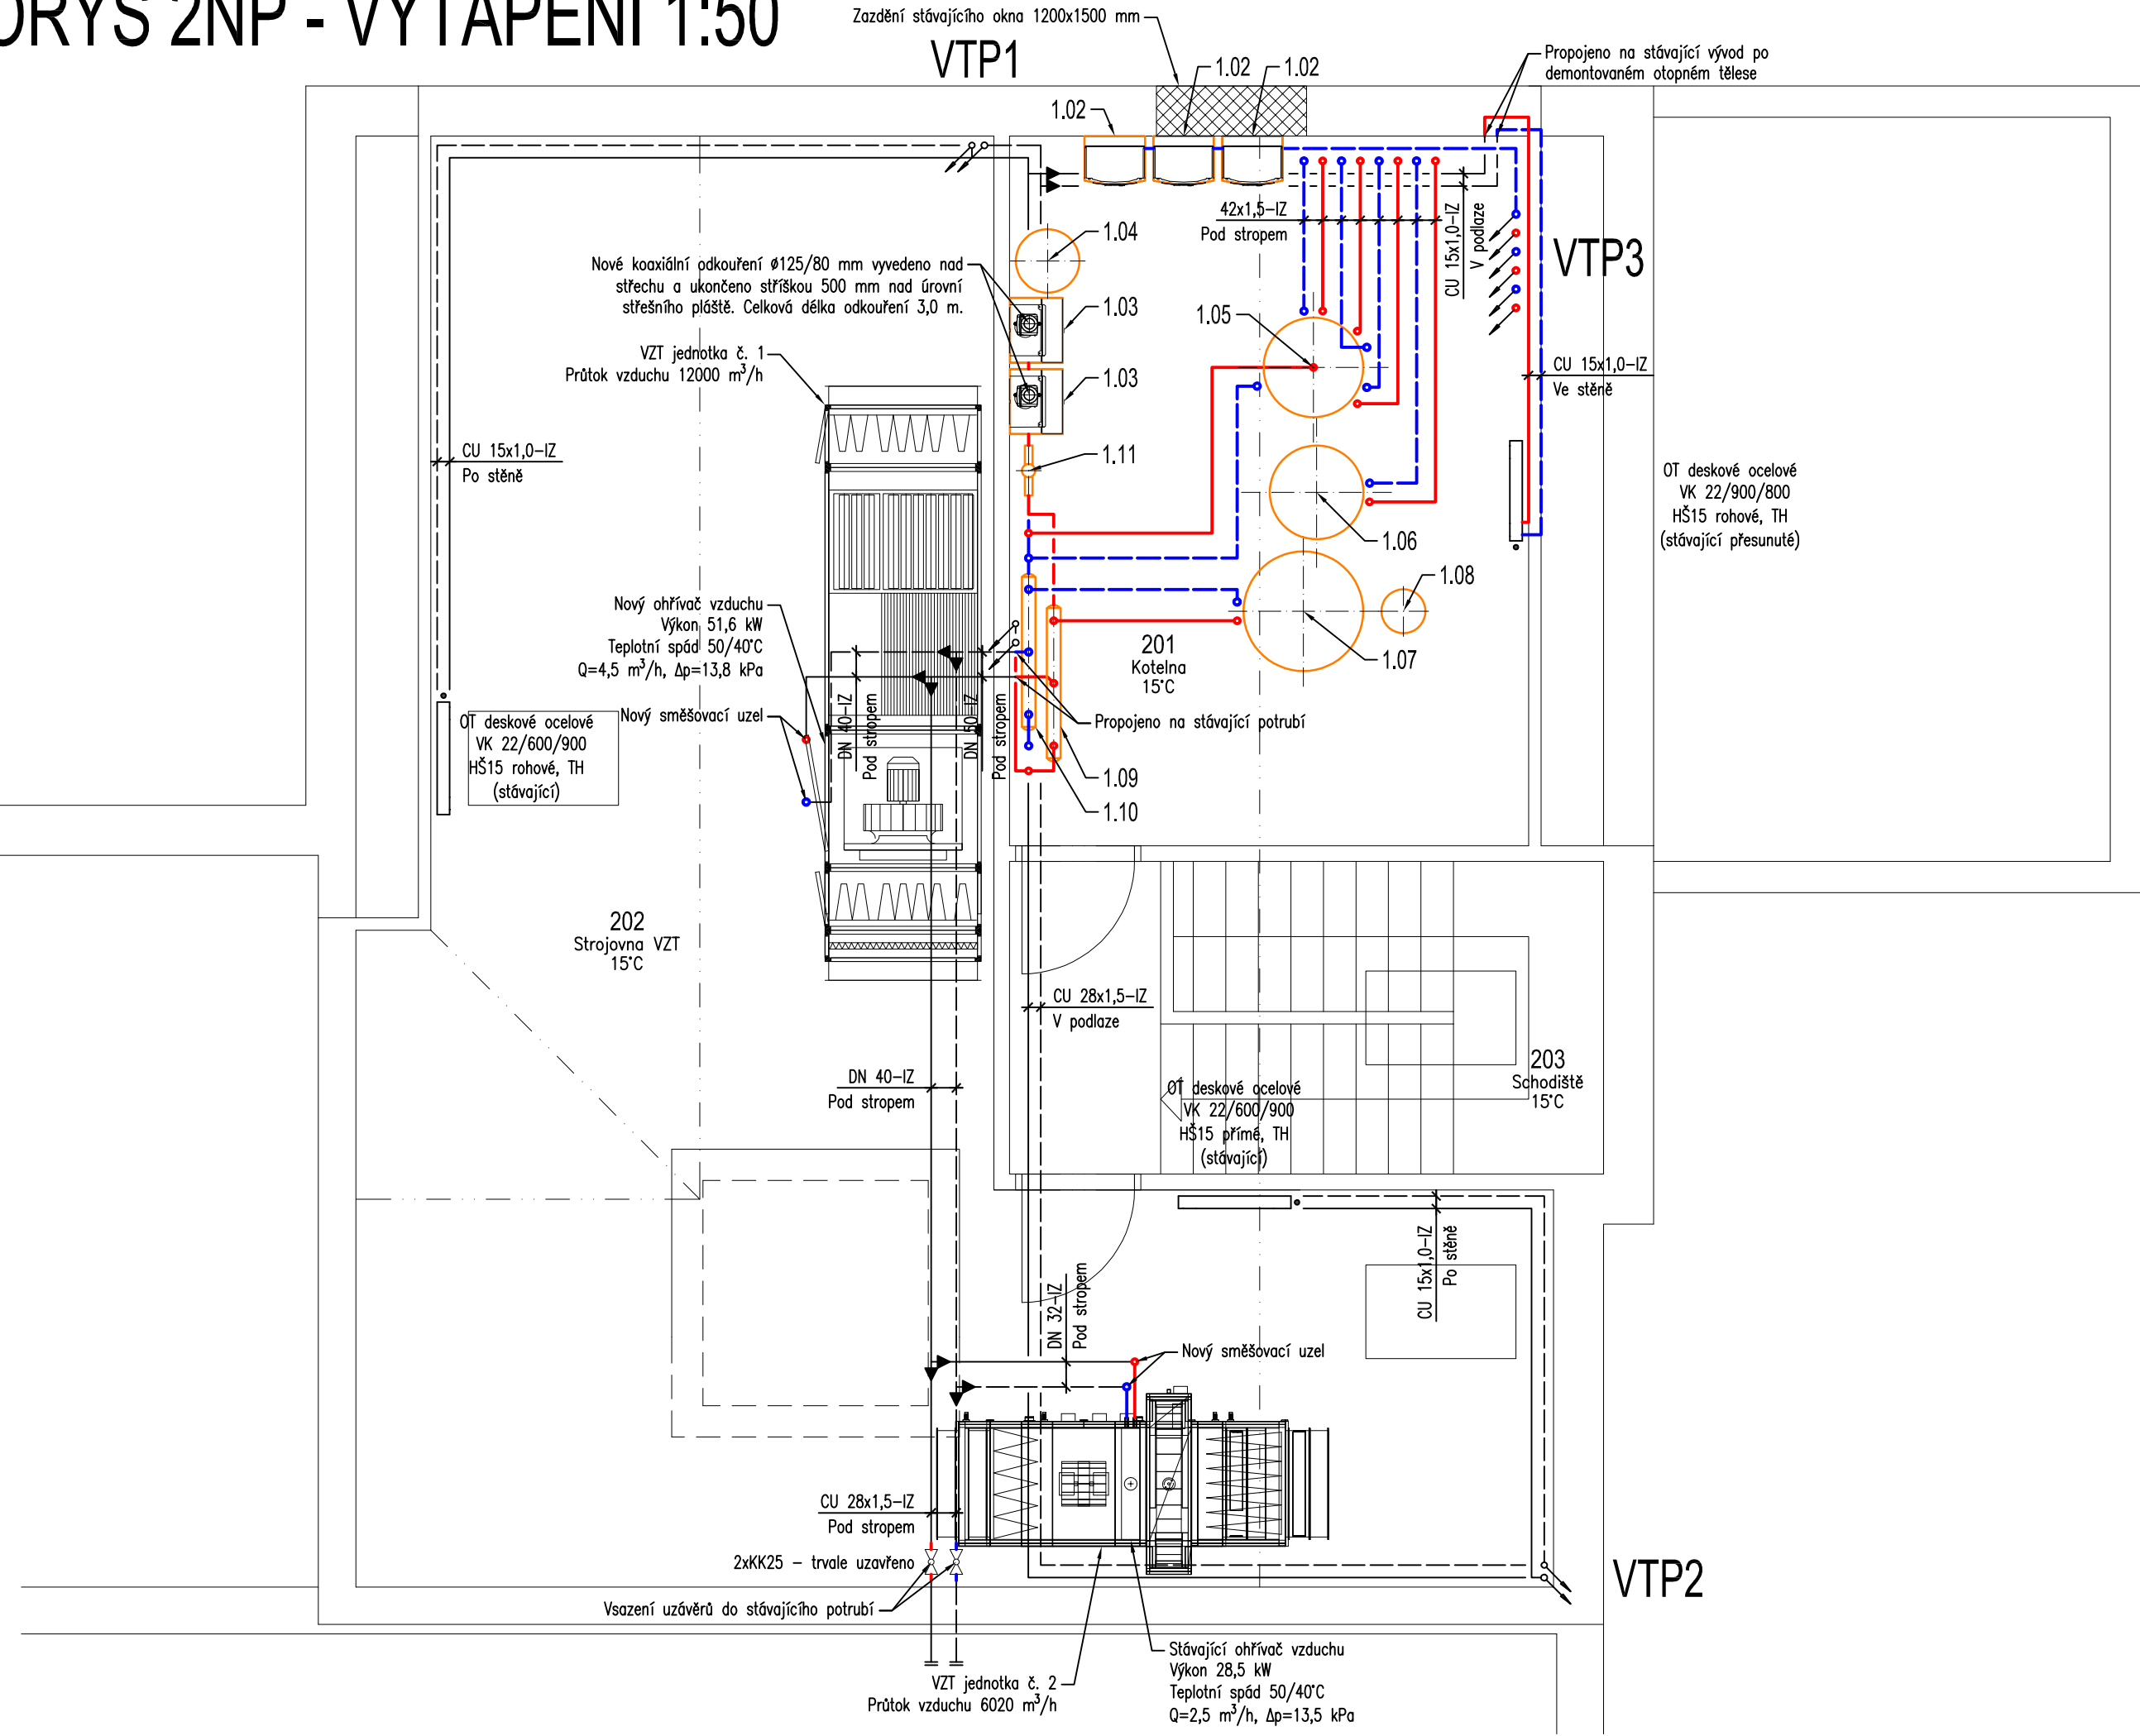 ORYS 2NP - VYTÁPĚNÍ 1:50
Zazdění stávajícího okna 1200x1500 mm
VTP1
Propojeno na stávající vývod po
demontovaném otopném tělese
1.02
1.02
1.02
42x1,5-IZ
Pod stropem
CU 15x1,0-IZ
V podlaze
VTP3
1.04
Nové koaxiální odkouření ø125/80 mm vyvedeno nad
střechu a ukončeno stříškou 500 mm nad úrovní
střešního pláště. Celková délka odkouření 3,0 m.
1.03
1.05
VZT jednotka č. 1
Průtok vzduchu 12000 m³/h
1.03
CU 15x1,0-IZ
Ve stěně
CU 15x1,0-IZ
Po stěně
1.11
OT deskové ocelové
VK 22/900/800
HŠ15 rohové, TH
(stávající přesunuté)
1.06
1.08
Nový ohřívač vzduchu
Výkon 51,6 kW
Teplotní spád 50/40°C
Q=4,5 m³/h, Δp=13,8 kPa
201
Kotelna
15°C
1.07
Nový směšovací uzel
DN 40-IZ
Pod stropem
DN 50-IZ
Pod stropem
Propojeno na stávající potrubí
OT deskové ocelové
VK 22/600/900
HŠ15 rohové, TH
(stávající)
1.09
1.10
202
Strojovna VZT
15°C
CU 28x1,5-IZ
V podlaze
DN 40-IZ
Pod stropem
203
Schodiště
15°C
OT deskové ocelové
VK 22/600/900
HŠ15 přímé, TH
(stávající)
CU 15x1,0-IZ
Po stěně
DN 32-IZ
Pod stropem
Nový směšovací uzel
CU 28x1,5-IZ
Pod stropem
2xKK25 - trvale uzavřeno
VTP2
Vsazení uzávěrů do stávajícího potrubí
Stávající ohřívač vzduchu
Výkon 28,5 kW
Teplotní spád 50/40°C
Q=2,5 m³/h, Δp=13,5 kPa
VZT jednotka č. 2
Průtok vzduchu 6020 m³/h